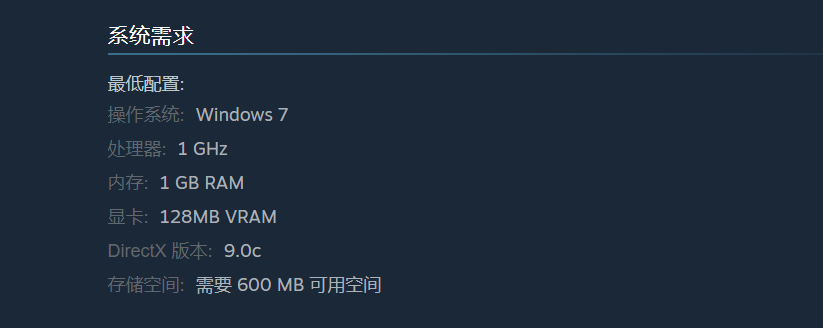 系统需求
最低配置:
操作系统: Windows 7
处理器: 1 GHz
内存: 1 GB RAM
显卡: 128MB VRAM
DirectX 版本: 9.0c
存储空间: 需要 600 MB 可用空间